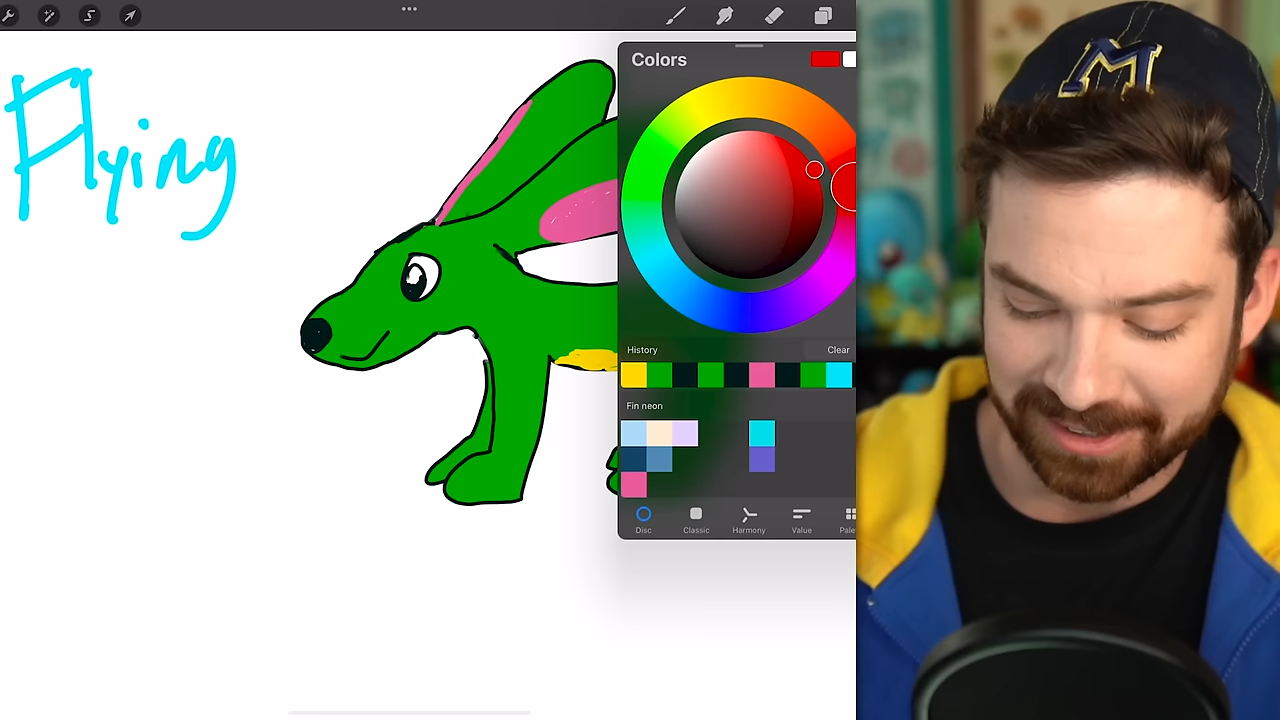 Flying
Colors
History
Clear
Fin neon
Disc
Classic
Harmony
Value
M